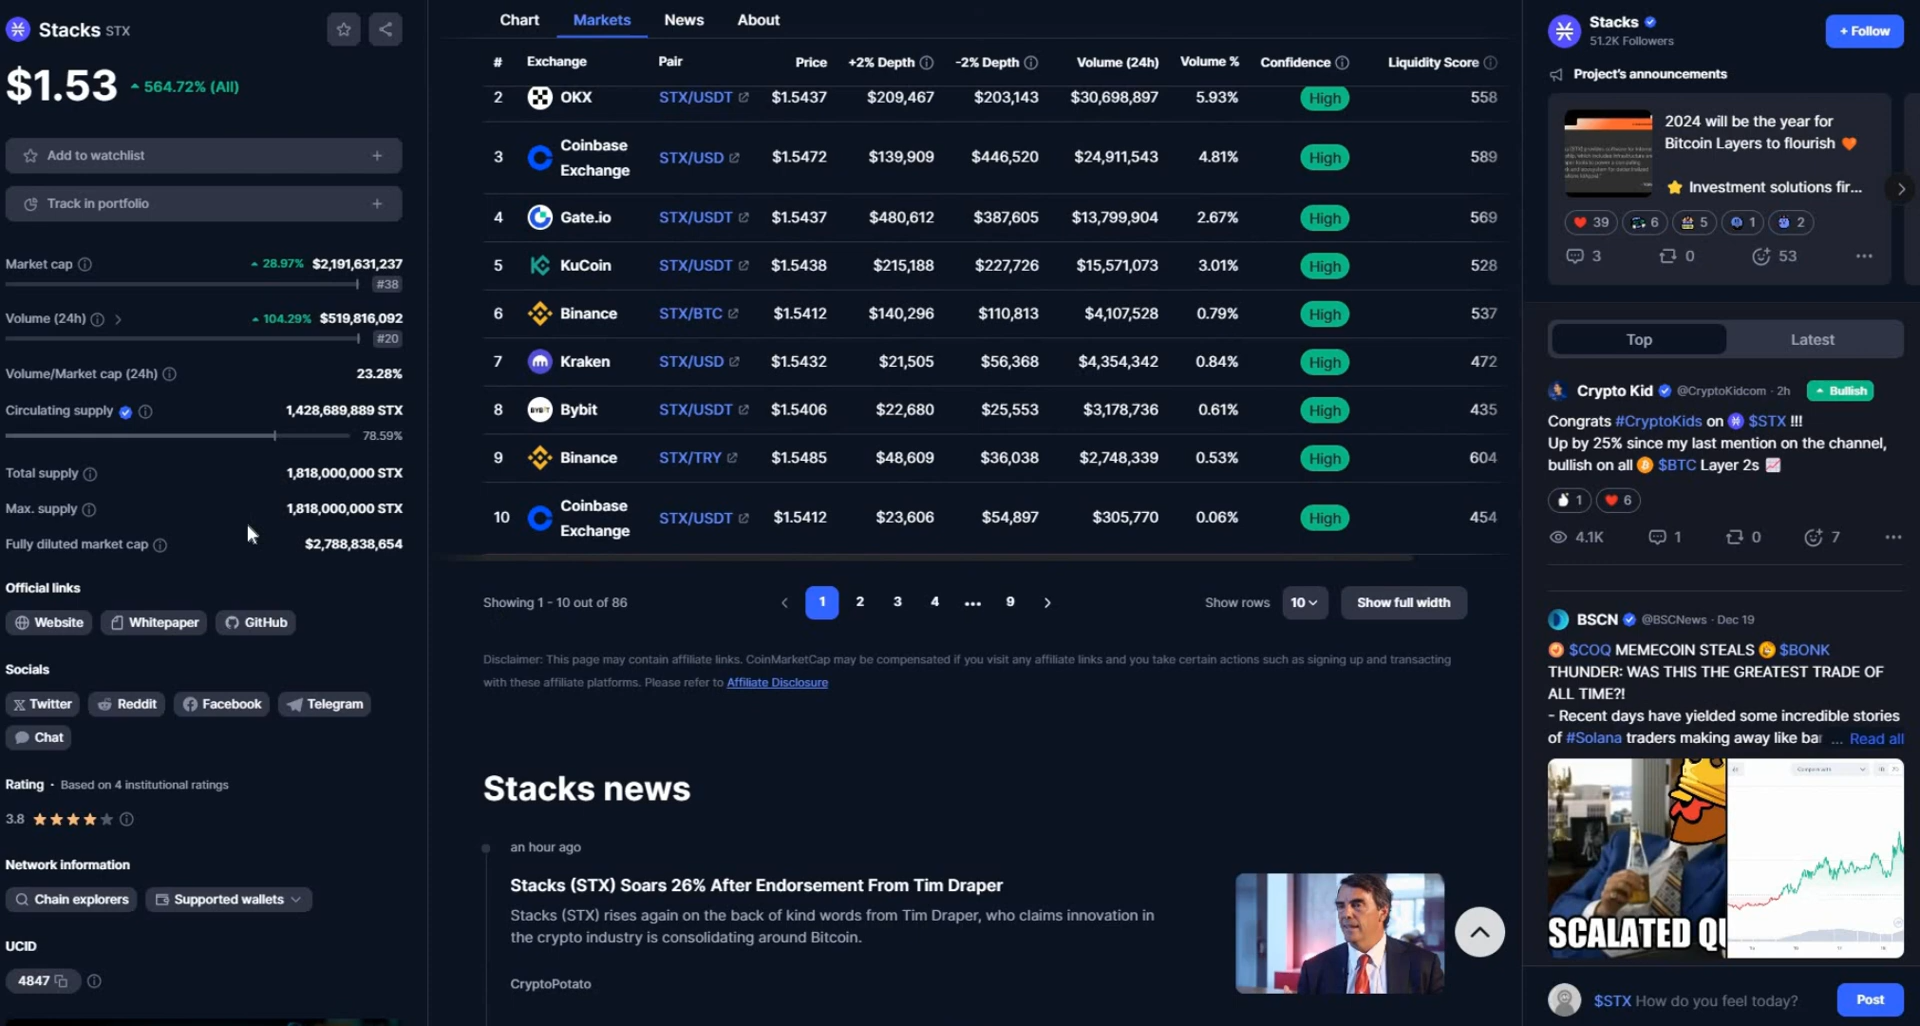 Stacks STX
$1.53 564.72% (All)
Add to watchlist +
Track in portfolio +
Market cap 28.97% $2,191,631,237
#38
Volume (24h) 104.29% $519,816,092
#20
Volume/Market cap (24h) 23.28%
Circulating supply 1,428,689,889 STX
78.59%
Total supply 1,818,000,000 STX
Max. supply 1,818,000,000 STX
Fully diluted market cap $2,788,838,654
Official links
Website Whitepaper GitHub
Socials
Twitter Reddit Facebook Telegram
Chat
Rating · Based on 4 institutional ratings
3.8
Network information
Chain explorers Supported wallets
UCID
4847
Chart Markets News About
# Exchange Pair Price +2% Depth -2% Depth Volume (24h) Volume % Confidence Liquidity Score
2 OKX STX/USDT $1.5437 $209,467 $203,143 $30,698,897 5.93% High 558
3 Coinbase Exchange STX/USD $1.5472 $139,909 $446,520 $24,911,543 4.81% High 589
4 Gate.io STX/USDT $1.5437 $480,612 $387,605 $13,799,904 2.67% High 569
5 KuCoin STX/USDT $1.5438 $215,188 $227,726 $15,571,073 3.01% High 528
6 Binance STX/BTC $1.5412 $140,296 $110,813 $4,107,528 0.79% High 537
7 Kraken STX/USD $1.5432 $21,505 $56,368 $4,354,342 0.84% High 472
8 Bybit STX/USDT $1.5406 $22,680 $25,553 $3,178,736 0.61% High 435
9 Binance STX/TRY $1.5485 $48,609 $36,038 $2,748,339 0.53% High 604
10 Coinbase Exchange STX/USDT $1.5412 $23,606 $54,897 $305,770 0.06% High 454
Showing 1 - 10 out of 86 1 2 3 4 ... 9 Show rows 10 Show full width
Disclaimer: This page may contain affiliate links. CoinMarketCap may be compensated if you visit any affiliate links and you take certain actions such as signing up and transacting
with these affiliate platforms. Please refer to Affiliate Disclosure
Stacks news
an hour ago
Stacks (STX) Soars 26% After Endorsement From Tim Draper
Stacks (STX) rises again on the back of kind words from Tim Draper, who claims innovation in
the crypto industry is consolidating around Bitcoin.
CryptoPotato
Stacks
51.2K Followers
+ Follow
Project's announcements
2024 will be the year for
Bitcoin Layers to flourish 🧡
⭐ Investment solutions fir...
39 6 5 1 2
3 0 53
Top Latest
Crypto Kid @CryptoKidcom · 2h Bullish
Congrats #CryptoKids on $STX !!!
Up by 25% since my last mention on the channel,
bullish on all $BTC Layer 2s 📈
1 6
4.1K 1 0 7
BSCN @BSCNews · Dec 19
$COQ MEMECOIN STEALS $BONK
THUNDER: WAS THIS THE GREATEST TRADE OF
ALL TIME?!
- Recent days have yielded some incredible stories
of #Solana traders making away like ba ... Read all
SCALATED QU
$STX How do you feel today? Post